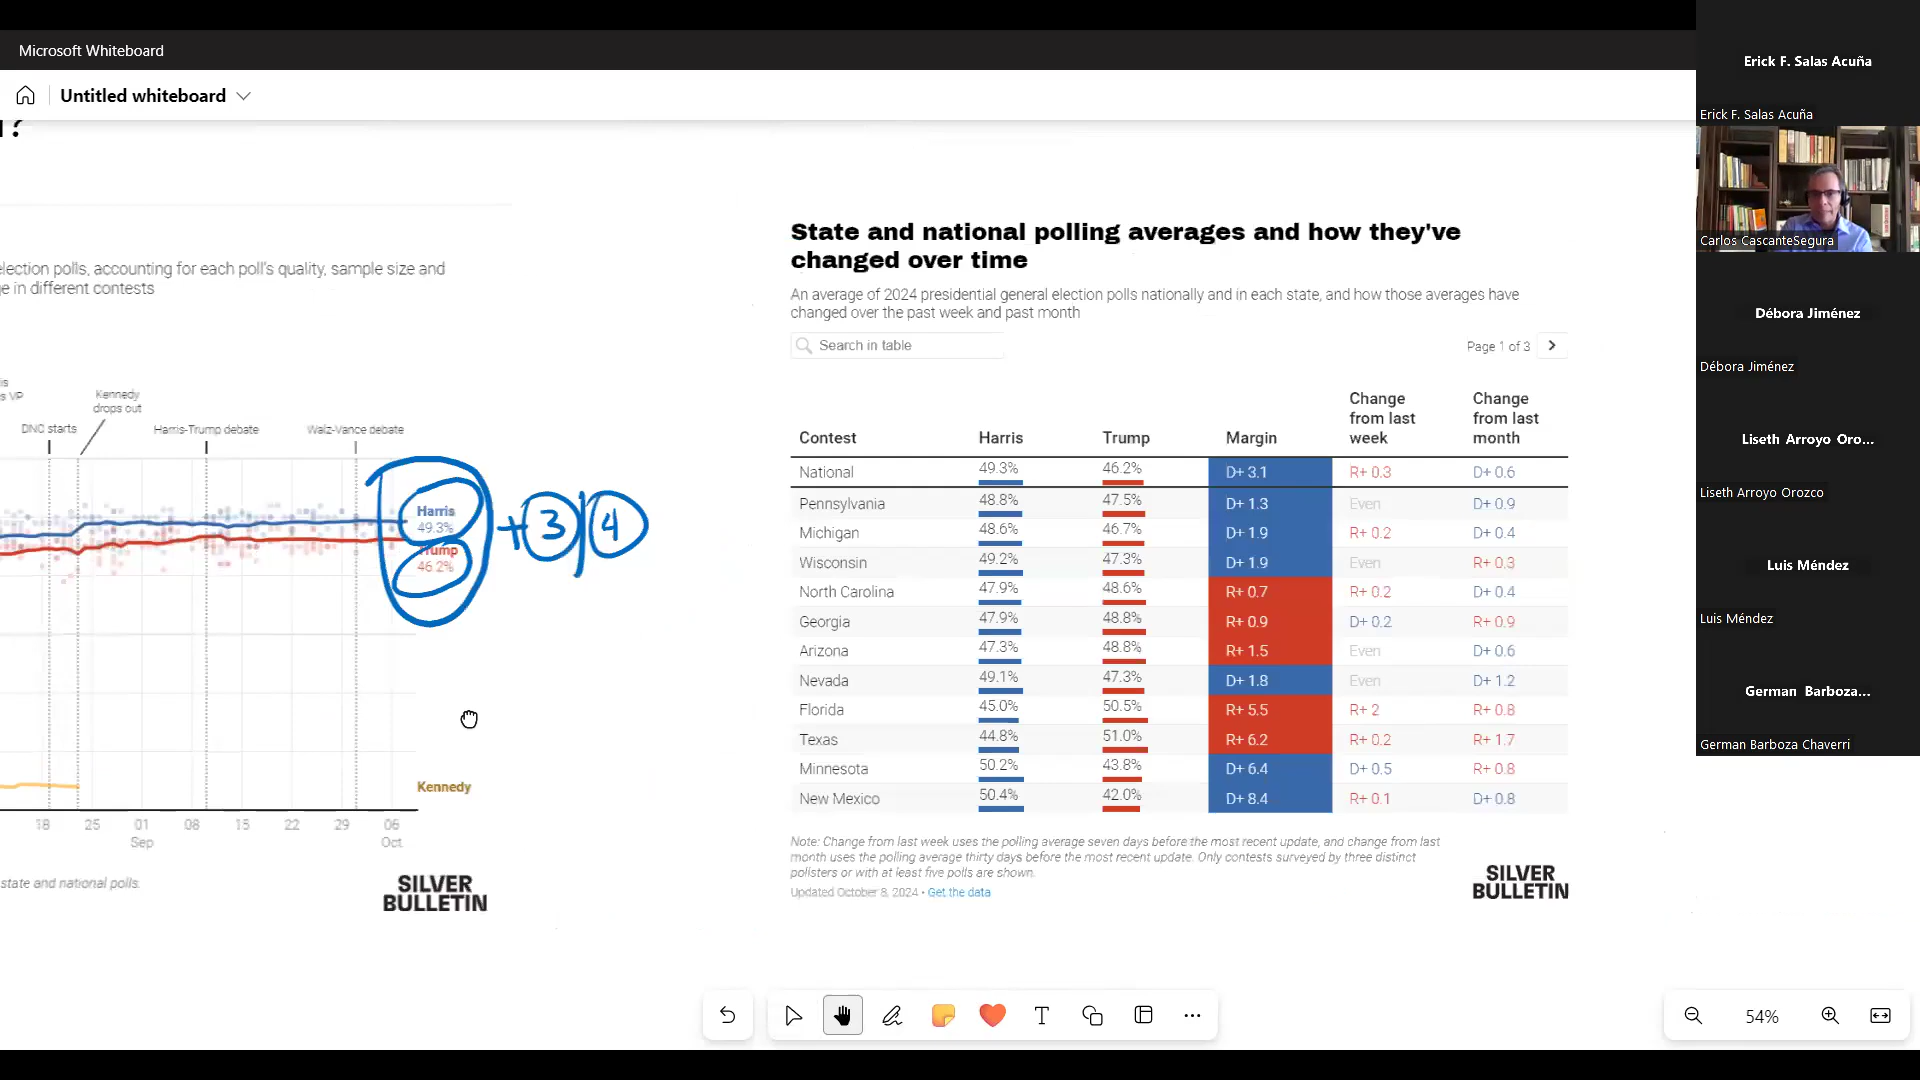 Microsoft Whiteboard
Untitled whiteboard
?
lection polls, accounting for each poll's quality, sample size and
e in different contests
is
s VP
Kennedy
drops out
DNC starts
Harris-Trump debate
Walz-Vance debate
Harris
49.3%
Trump
46.2%
+ 3 | 4
Kennedy
18 25 01 08 15 22 29 06
Sep Oct
state and national polls.
SILVER
BULLETIN
State and national polling averages and how they've
changed over time
An average of 2024 presidential general election polls nationally and in each state, and how those averages have
changed over the past week and past month
Search in table
Page 1 of 3
Contest Harris Trump Margin Change from last week Change from last month
National 49.3% 46.2% D+ 3.1 R+ 0.3 D+ 0.6
Pennsylvania 48.8% 47.5% D+ 1.3 Even D+ 0.9
Michigan 48.6% 46.7% D+ 1.9 R+ 0.2 D+ 0.4
Wisconsin 49.2% 47.3% D+ 1.9 Even R+ 0.3
North Carolina 47.9% 48.6% R+ 0.7 R+ 0.2 D+ 0.4
Georgia 47.9% 48.8% R+ 0.9 D+ 0.2 R+ 0.9
Arizona 47.3% 48.8% R+ 1.5 Even D+ 0.6
Nevada 49.1% 47.3% D+ 1.8 Even D+ 1.2
Florida 45.0% 50.5% R+ 5.5 R+ 2 R+ 0.8
Texas 44.8% 51.0% R+ 6.2 R+ 0.2 R+ 1.7
Minnesota 50.2% 43.8% D+ 6.4 D+ 0.5 R+ 0.8
New Mexico 50.4% 42.0% D+ 8.4 R+ 0.1 D+ 0.8
Note: Change from last week uses the polling average seven days before the most recent update, and change from last
month uses the polling average thirty days before the most recent update. Only contests surveyed by three distinct
pollsters or with at least five polls are shown.
Updated October 8, 2024 • Get the data
SILVER
BULLETIN
Erick F. Salas Acuña
Erick F. Salas Acuña
Carlos CascanteSegura
Débora Jiménez
Débora Jiménez
Liseth Arroyo Oro...
Liseth Arroyo Orozco
Luis Méndez
Luis Méndez
German Barboza...
German Barboza Chaverri
T
54%